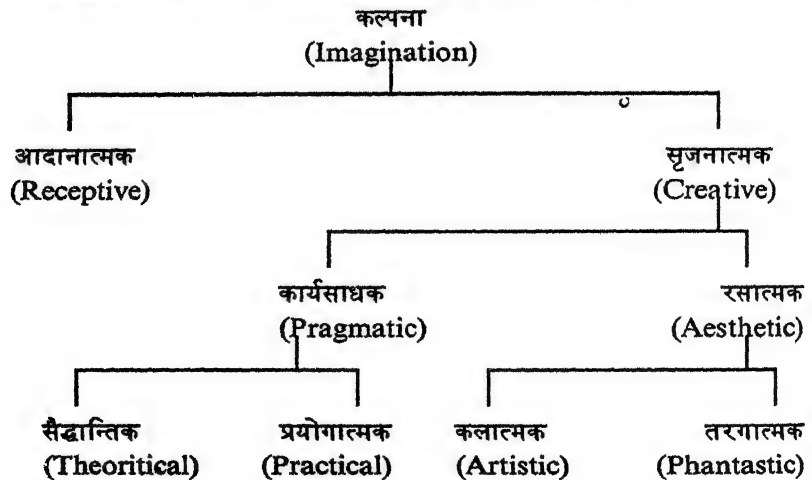 कल्पना
(Imagination)
आदानात्मक सृजनात्मक
(Receptive) (Creative)
कार्यसाधक रसात्मक
(Pragmatic) (Aesthetic)
सैद्धान्तिक प्रयोगात्मक कलात्मक तरगात्मक
(Theoritical) (Practical) (Artistic) (Phantastic)